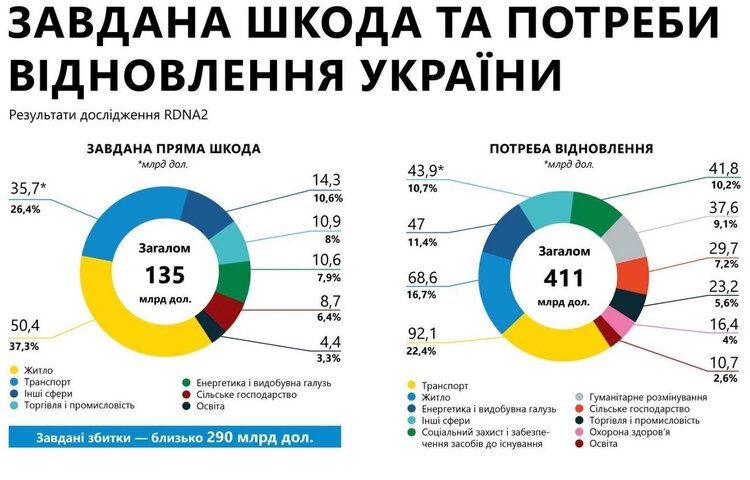 ЗАВДАНА ШКОДА ТА ПОТРЕБИ
ВІДНОВЛЕННЯ УКРАЇНИ
Результати дослідження RDNA2
ЗАВДАНА ПРЯМА ШКОДА
*млрд дол.
35,7*
26,4%
14,3
10,6%
10,9
8%
10,6
7,9%
8,7
6,4%
4,4
3,3%
50,4
37,3%
Загалом
135
млрд дол.
Житло
Транспорт
Інші сфери
Торгівля і промисловість
Енергетика і видобувна галузь
Сільське господарство
Освіта
Завдані збитки — близько 290 млрд дол.
ПОТРЕБА ВІДНОВЛЕННЯ
*млрд дол.
43,9*
10,7%
47
11,4%
68,6
16,7%
92,1
22,4%
41,8
10,2%
37,6
9,1%
29,7
7,2%
23,2
5,6%
16,4
4%
10,7
2,6%
Загалом
411
млрд дол.
Транспорт
Житло
Енергетика і видобувна галузь
Інші сфери
Соціальний захист і забезпе-
чення засобів до існування
Гуманітарне розмінування
Сільське господарство
Торгівля і промисловість
Охорона здоров'я
Освіта